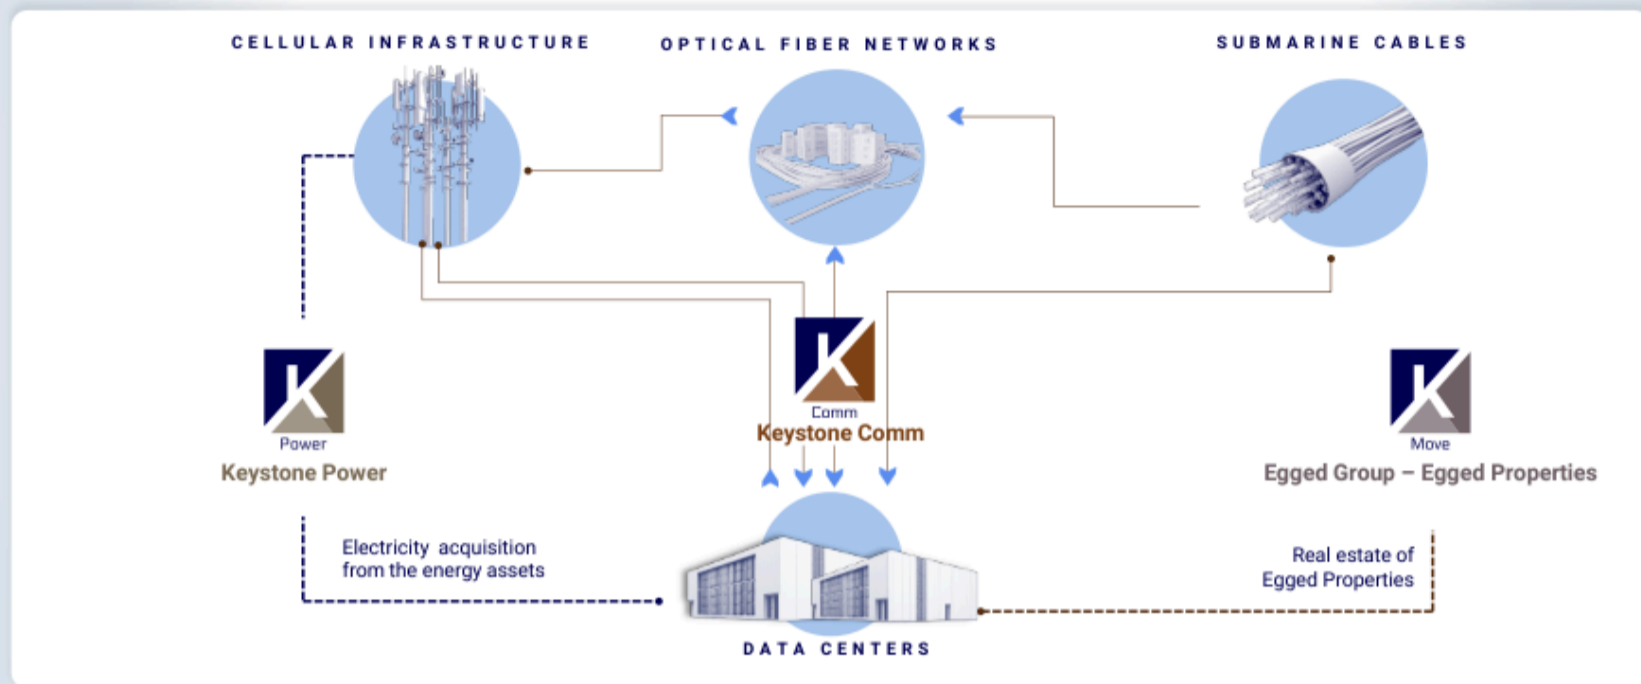 CELLULAR INFRASTRUCTURE
OPTICAL FIBER NETWORKS
SUBMARINE CABLES
K
Power
Keystone Power
K
Comm
Keystone Comm
K
Move
Egged Group – Egged Properties
Electricity acquisition
from the energy assets
Real estate of
Egged Properties
DATA CENTERS